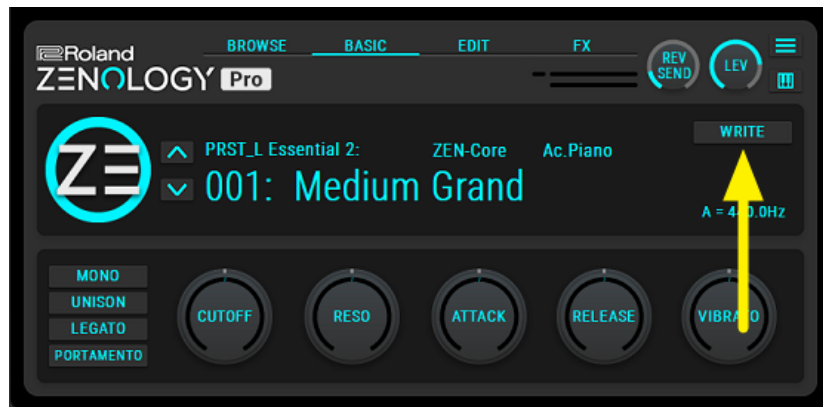 Roland
BROWSE BASIC EDIT FX
REV
SEND
LEV
ZENOLOGY Pro
WRITE
PRST_L Essential 2: ZEN-Core Ac.Piano
ZE
001: Medium Grand
A = 440.0Hz
MONO
UNISON
LEGATO
PORTAMENTO
CUTOFF RESO ATTACK RELEASE VIBRATO